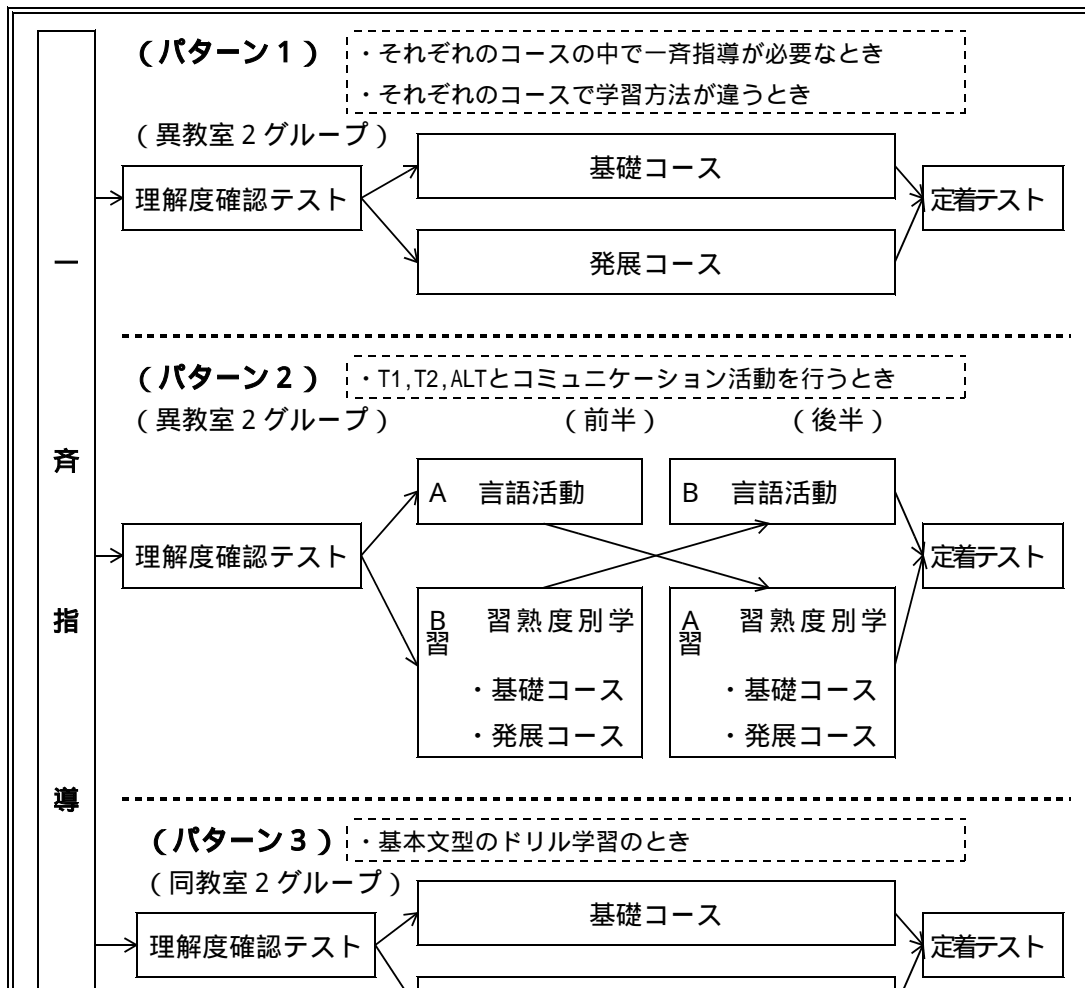 一斉指導
(パターン1)
・それぞれのコースの中で一斉指導が必要なとき
・それぞれのコースで学習方法が違うとき
(異教室2グループ)
理解度確認テスト
基礎コース
発展コース
定着テスト
(パターン2)
・T1,T2,ALTとコミュニケーション活動を行うとき
(異教室2グループ)
(前半)
(後半)
理解度確認テスト
A 言語活動
B 言語活動
B 習熟度別学
習
・基礎コース
・発展コース
A 習熟度別学
習
・基礎コース
・発展コース
定着テスト
(パターン3)
・基本文型のドリル学習のとき
(同教室2グループ)
理解度確認テスト
基礎コース
定着テスト